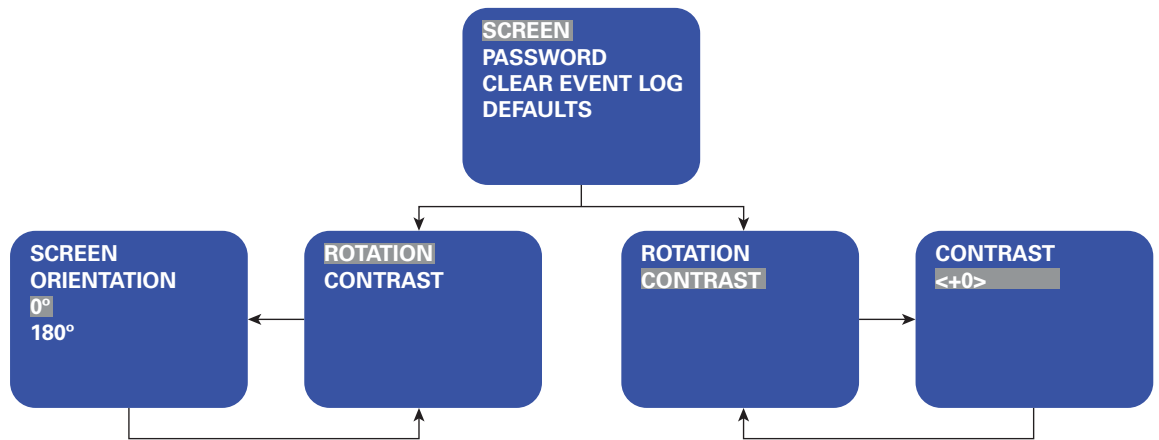 SCREEN
PASSWORD
CLEAR EVENT LOG
DEFAULTS
SCREEN
ORIENTATION
0º
180º
ROTATION
CONTRAST
ROTATION
CONTRAST
CONTRAST
<+0>